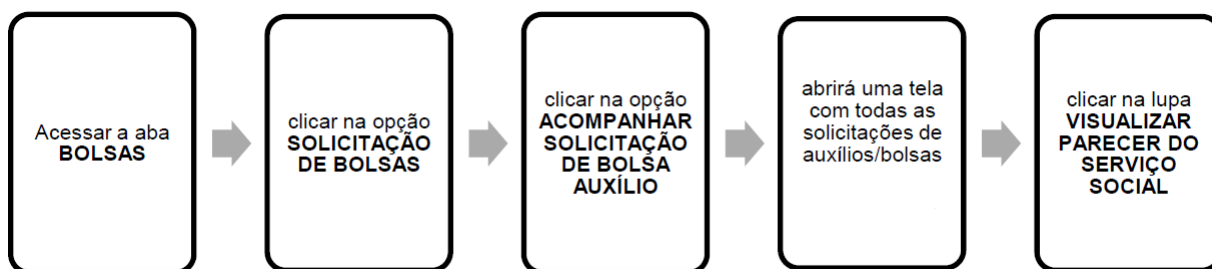 Acessar a aba
BOLSAS
clicar na opção
SOLICITAÇÃO
DE BOLSAS
clicar na opção
ACOMPANHAR
SOLICITAÇÃO
DE BOLSA
AUXÍLIO
abrirá uma tela
com todas as
solicitações de
auxílios/bolsas
clicar na lupa
VISUALIZAR
PARECER DO
SERVIÇO
SOCIAL